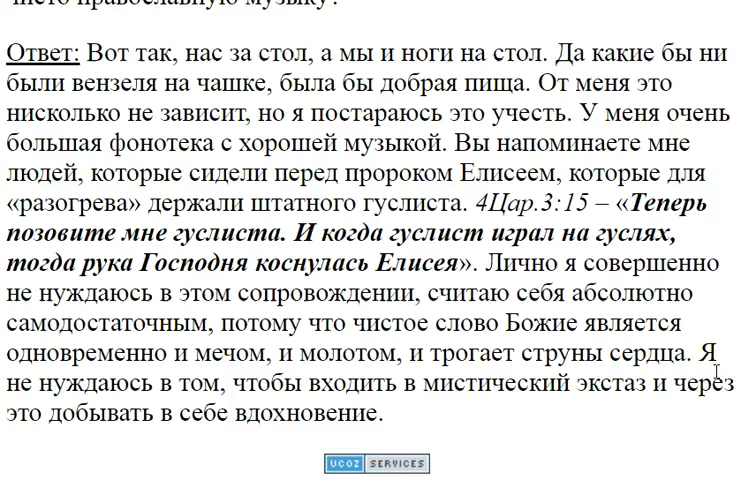 чисто православную музыку?
Ответ: Вот так, нас за стол, а мы и ноги на стол. Да какие бы ни
были вензеля на чашке, была бы добрая пища. От меня это
нисколько не зависит, но я постараюсь это учесть. У меня очень
большая фонотека с хорошей музыкой. Вы напоминаете мне
людей, которые сидели перед пророком Елисеем, которые для
«разогрева» держали штатного гуслиста. 4Цар.3:15 – «Теперь
позовите мне гуслиста. И когда гуслист играл на гуслях,
тогда рука Господня коснулась Елисея». Лично я совершенно
не нуждаюсь в этом сопровождении, считаю себя абсолютно
самодостаточным, потому что чистое слово Божие является
одновременно и мечом, и молотом, и трогает струны сердца. Я
не нуждаюсь в том, чтобы входить в мистический экстаз и через
это добывать в себе вдохновение.
UCOZ SERVICES